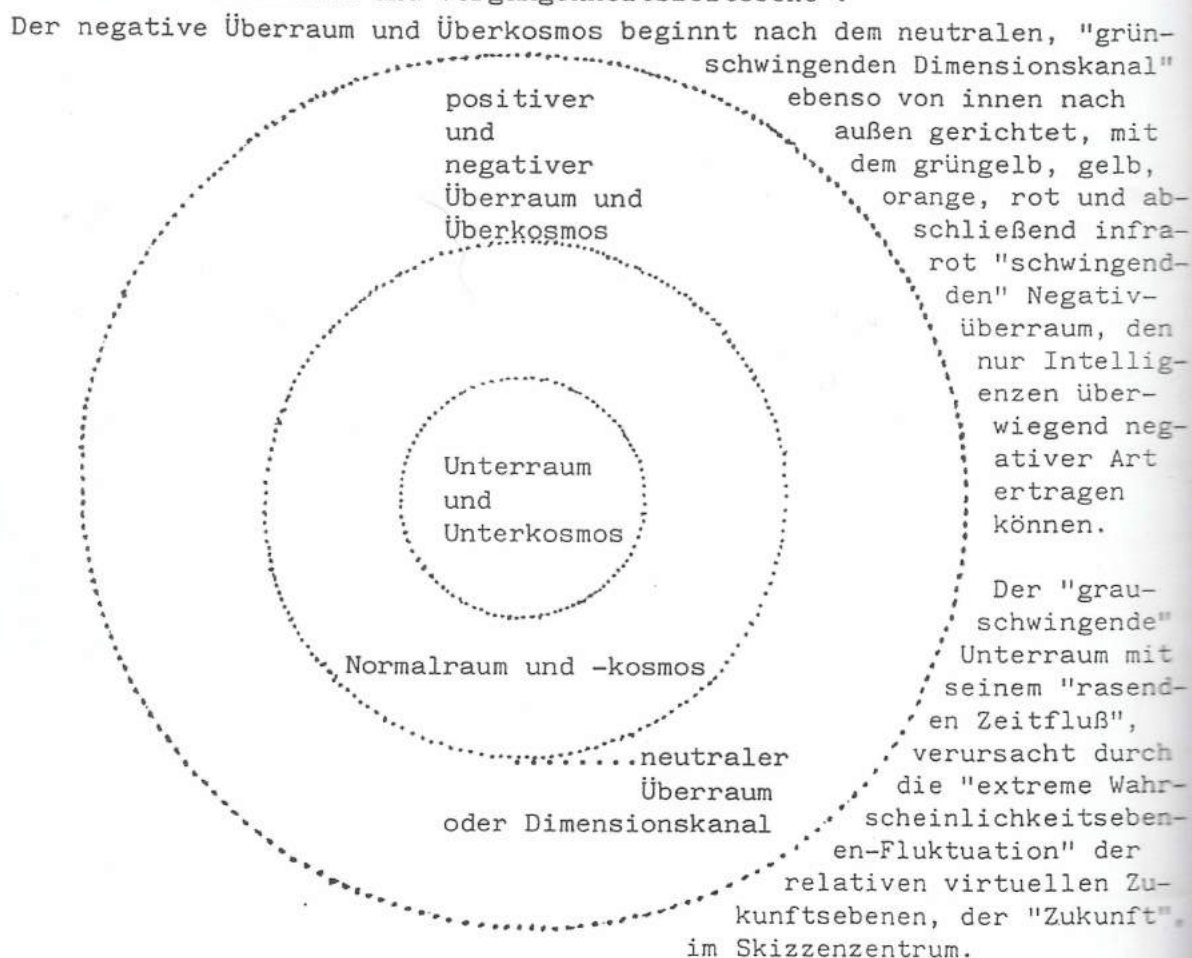 Der negative Überraum und Überkosmos beginnt nach dem neutralen, "grün-
schwingenden Dimensionskanal"
ebenso von innen nach
außen gerichtet, mit
dem grüngelb, gelb,
orange, rot und ab-
schließend infra-
rot "schwingend-
den" Negativ-
überraum, den
nur Intellig-
enzen über-
wiegend neg-
ativer Art
ertragen
können.
Der "grau-
schwingende"
Unterraum mit
seinem "rasend-
en Zeitfluß",
verursacht durch
die "extreme Wahr-
scheinlichkeitseben-
en-Fluktuation" der
relativen virtuellen Zu-
kunftsebenen, der "Zukunft",
im Skizzenzentrum.
positiver
und
negativer
Überraum und
Überkosmos
Unterraum
und
Unterkosmos
Normalraum und -kosmos
neutraler
Überraum
oder Dimensionskanal